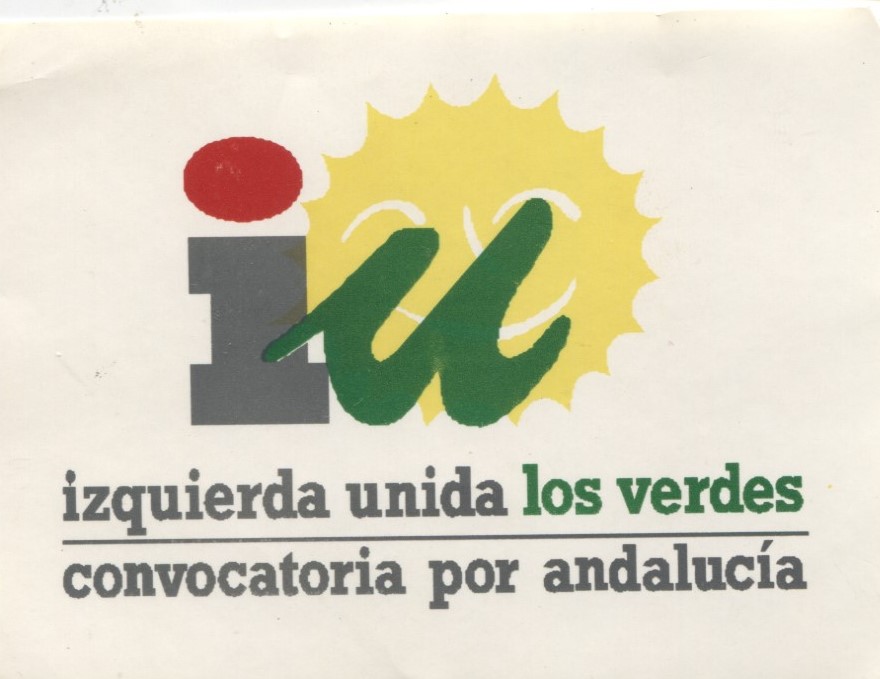 iu
izquierda unida los verdes
convocatoria por andalucía